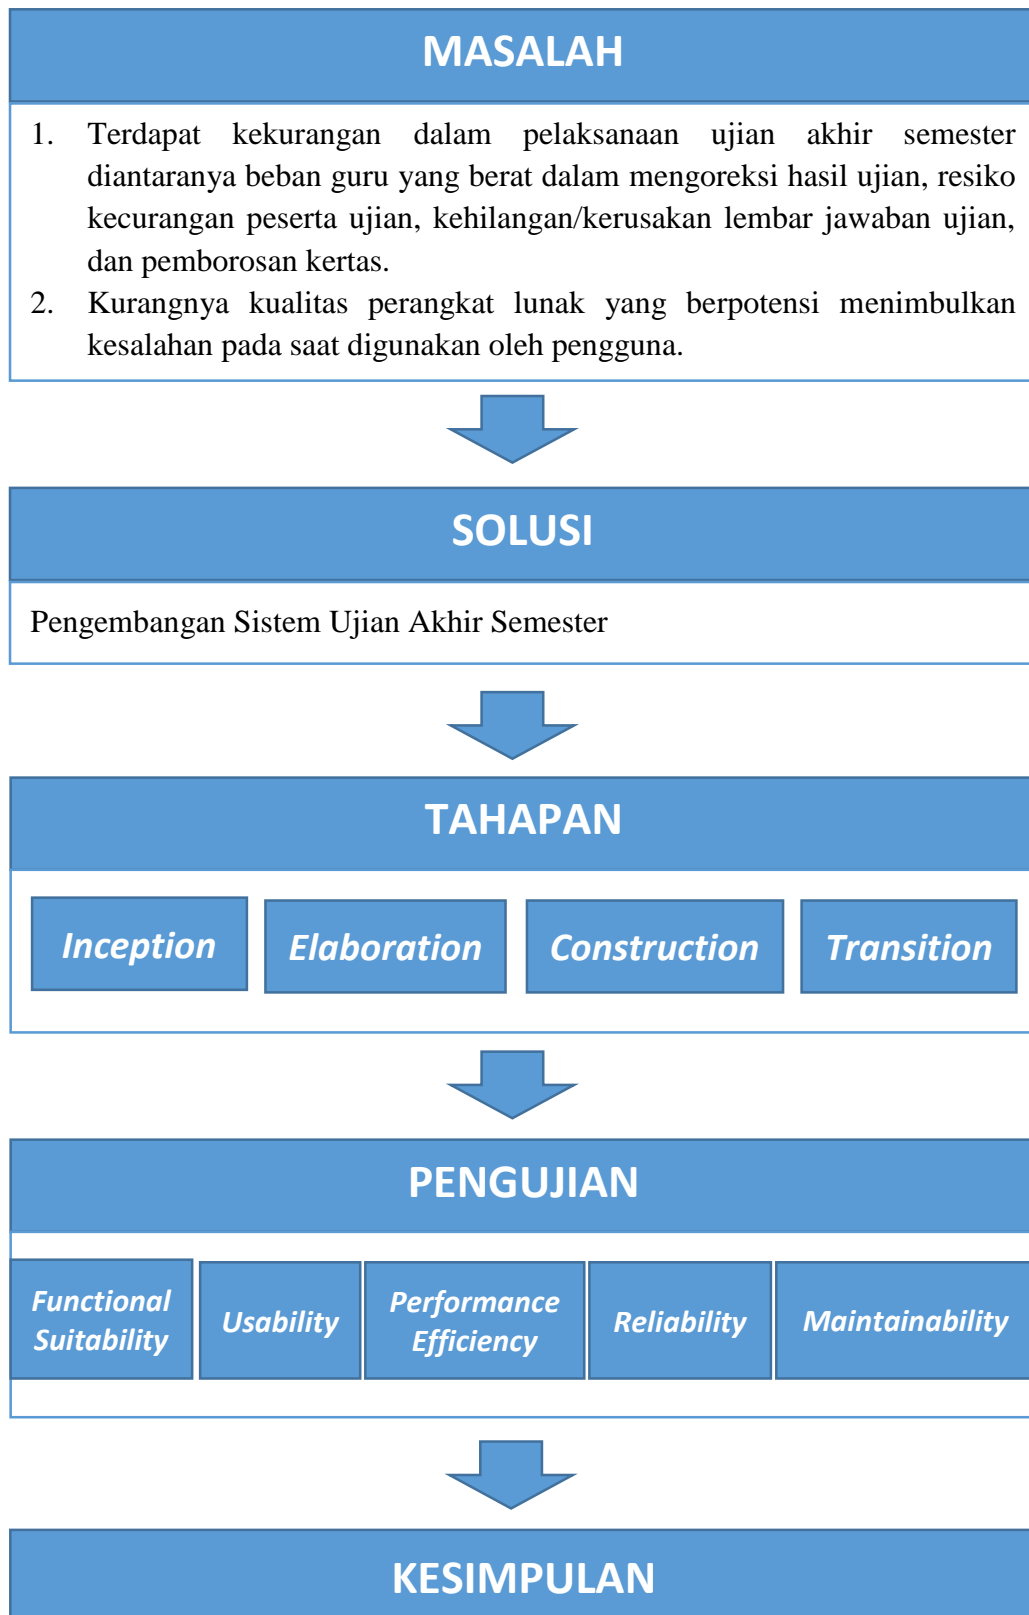 MASALAH
1. Terdapat kekurangan dalam pelaksanaan ujian akhir semester
diantaranya beban guru yang berat dalam mengoreksi hasil ujian, resiko
kecurangan peserta ujian, kehilangan/kerusakan lembar jawaban ujian,
dan pemborosan kertas.
2. Kurangnya kualitas perangkat lunak yang berpotensi menimbulkan
kesalahan pada saat digunakan oleh pengguna.
SOLUSI
Pengembangan Sistem Ujian Akhir Semester
TAHAPAN
Inception
Elaboration
Construction
Transition
PENGUJIAN
Functional
Suitability
Usability
Performance
Efficiency
Reliability
Maintainability
KESIMPULAN